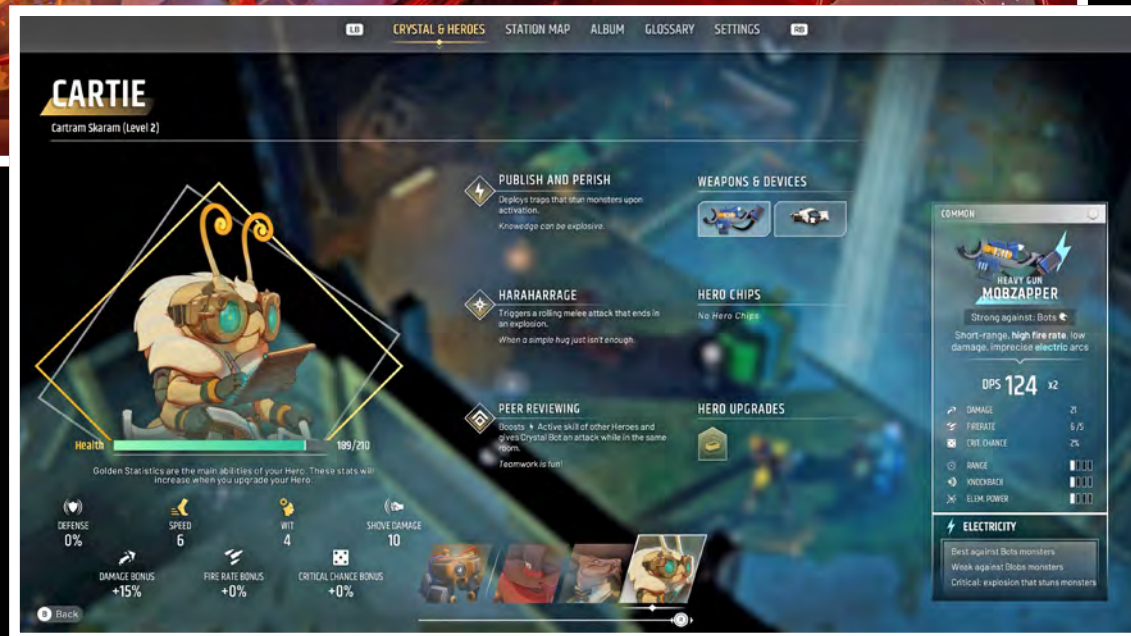 LB CRYSTAL & HEROES STATION MAP ALBUM GLOSSARY SETTINGS RB
CARTIE
Cartram Skaram (Level 2)
Health 189/210
Golden Statistics are the main abilities of your Hero. These stats will
increase when you upgrade your Hero.
DEFENSE SPEED WIT SHOVE DAMAGE
0% 6 4 10
DAMAGE BONUS FIRE RATE BONUS CRITICAL CHANCE BONUS
+15% +0% +0%
B Back
PUBLISH AND PERISH
Deploys traps that stun monsters upon
activation.
Knowedge can be explosive.
HARAHARRAGE
Triggers a rolling melee attack that ends in
an explosion.
When a simple hug just isn't enough.
PEER REVIEWING
Boosts Active skill of other Heroes and
gives Crystal Bot an attack while in the same
room.
Teamwork is fun!
WEAPONS & DEVICES
HERO CHIPS
No Hero Chips
HERO UPGRADES
R
COMMON
HEAVY GUN
MOBZAPPER
Strong against: Bots
Short-range, high fire rate, low
damage, imprecise electric arcs
DPS 124 x2
DAMAGE 21
FIRERATE 6 /S
CRIT. CHANCE 2%
RANGE
KNOCKBACK
ELEM. POWER
ELECTRICITY
Best against Bots monsters
Weak against Blobs monsters
Critical: explosion that stuns monsters